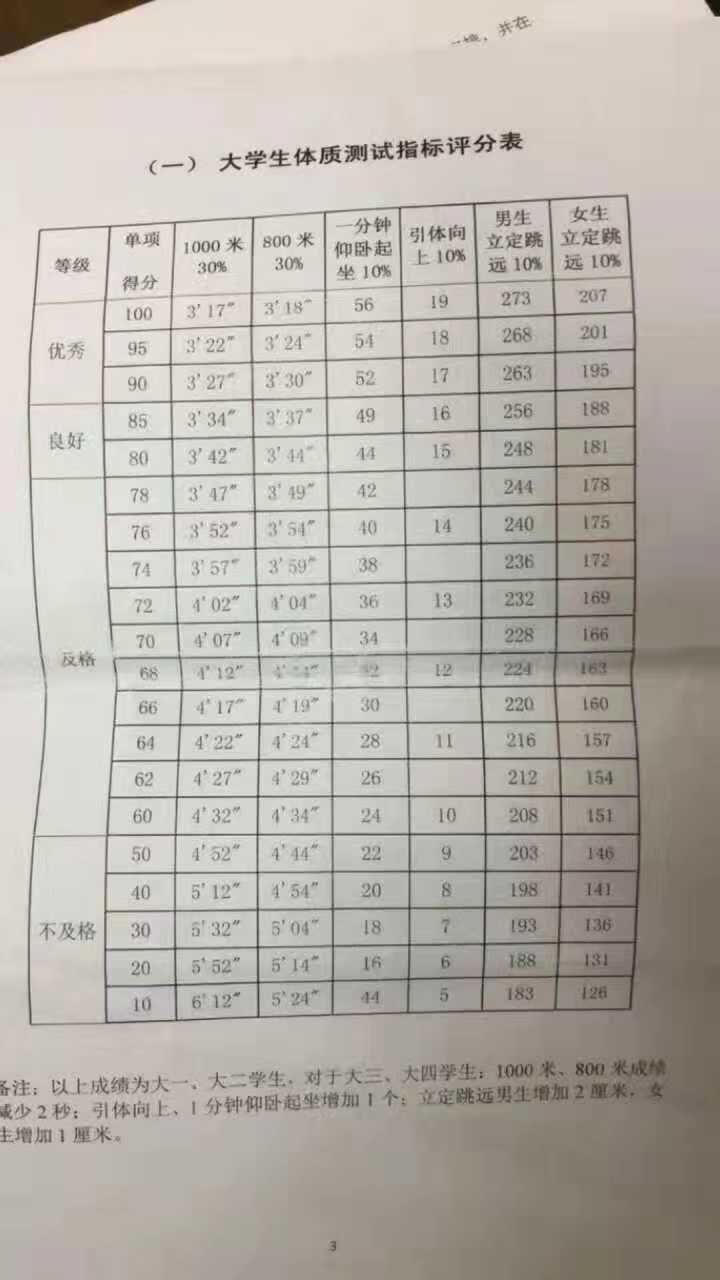 并在
（一） 大学生体质测试指标评分表
等级 单项得分 1000 米 30% 800 米 30% 一分钟仰卧起坐 10% 引体向上 10% 男生立定跳远 10% 女生立定跳远 10%
优秀 100 3′17″ 3′18″ 56 19 273 207
95 3′22″ 3′24″ 54 18 268 201
90 3′27″ 3′30″ 52 17 263 195
良好 85 3′34″ 3′37″ 49 16 256 188
80 3′42″ 3′44″ 44 15 248 181
78 3′47″ 3′49″ 42 244 178
76 3′52″ 3′54″ 40 14 240 175
74 3′57″ 3′59″ 38 236 172
72 4′02″ 4′04″ 36 13 232 169
70 4′07″ 4′09″ 34 228 166
及格 68 4′12″ 12 224 163
66 4′17″ 4′19″ 30 220 160
64 4′22″ 4′24″ 28 11 216 157
62 4′27″ 4′29″ 26 212 154
60 4′32″ 4′34″ 24 10 208 151
50 4′52″ 4′44″ 22 9 203 146
40 5′12″ 4′54″ 20 8 198 141
不及格 30 5′32″ 5′04″ 18 7 193 136
20 5′52″ 5′14″ 16 6 188 131
10 6′12″ 5′24″ 44 5 183 126
备注：以上成绩为大一、大二学生，对于大三、大四学生：1000 米、800 米成绩
减少 2 秒；引体向上、1 分钟仰卧起坐增加 1 个；立定跳远男生增加 2 厘米，女
生增加 1 厘米。
3